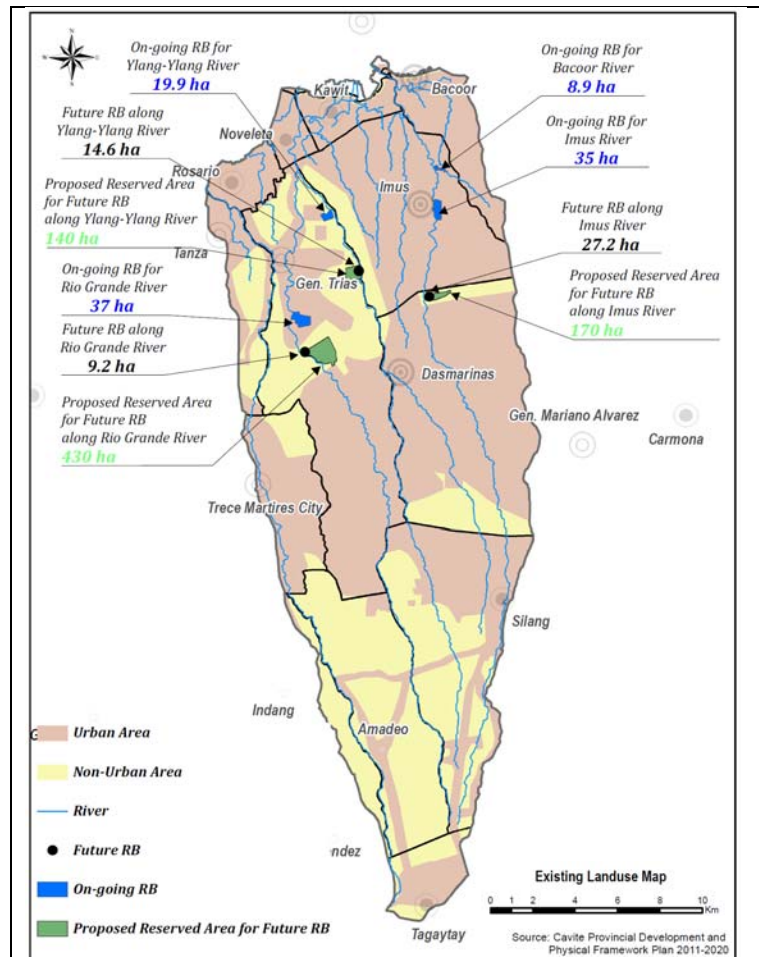 On-going RB for
Ylang-Ylang River
19.9 ha
Future RB along
Ylang-Ylang River
14.6 ha
Proposed Reserved Area
for Future RB
along Ylang-Ylang River
140 ha
On-going RB for
Rio Grande River
37 ha
Future RB along
Rio Grande River
9.2 ha
Proposed Reserved Area
for Future RB
along Rio Grande River
430 ha
On-going RB for
Bacoor River
8.9 ha
On-going RB for
Imus River
35 ha
Future RB along
Imus River
27.2 ha
Proposed Reserved Area
for Future RB
along Imus River
170 ha
N
Kawit
Bacoor
Noveleta
Rosario
Imus
Tanza
Gen. Trias
Dasmarinas
Gen. Mariano Alvarez
Carmona
Trece Martires City
Silang
Indang
Amadeo
ndez
Tagaytay
G
Urban Area
Non-Urban Area
River
Future RB
On-going RB
Proposed Reserved Area for Future RB
Existing Landuse Map
0 1 2 4 6 8 10
Km
Source: Cavite Provincial Development and
Physical Framework Plan 2011-2020